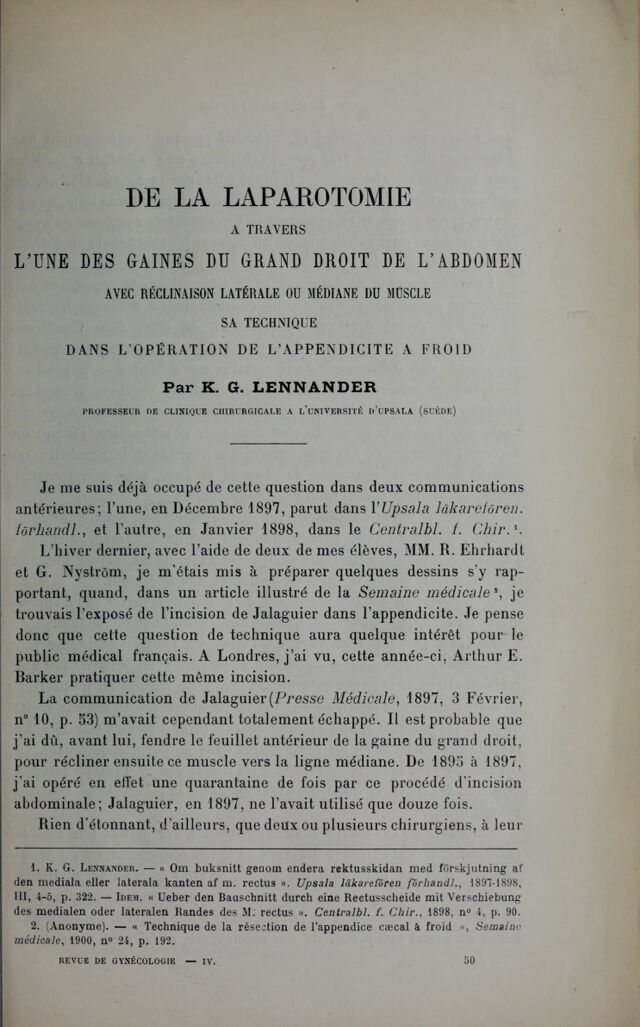 DE LA LAPAROTOMIE
A TRAVERS
L'UNE DES GAINES DU GRAND DROIT DE L'ABDOMEN
AVEC RÉCLINAISON LATÉRALE OU MÉDIANE DU MUSCLE
SA TECHNIQUE
DANS L'OPÉRATION DE L'APPENDICITE A FROID
Par K. G. LENNANDER
PROFESSEUR DE CLINIQUE CHIRURGICALE A L'UNIVERSITÉ D'UPSALA (SUÈDE)
Je me suis déjà occupé de cette question dans deux communications
antérieures; l'une, en Décembre 1897, parut dans l'Upsala läkarefören.
förhandl., et l'autre, en Janvier 1898, dans le Centralbl. f. Chir.¹.
L'hiver dernier, avec l'aide de deux de mes élèves, MM. R. Ehrhardt
et G. Nyström, je m'étais mis à préparer quelques dessins s'y rap-
portant, quand, dans un article illustré de la Semaine médicale², je
trouvais l'exposé de l'incision de Jalaguier dans l'appendicite. Je pense
donc que cette question de technique aura quelque intérêt pour le
public médical français. A Londres, j'ai vu, cette année-ci, Arthur E.
Barker pratiquer cette même incision.
La communication de Jalaguier (Presse Médicale, 1897, 3 Février,
n° 10, p. 53) m'avait cependant totalement échappé. Il est probable que
j'ai dû, avant lui, fendre le feuillet antérieur de la gaine du grand droit,
pour récliner ensuite ce muscle vers la ligne médiane. De 1895 à 1897,
j'ai opéré en effet une quarantaine de fois par ce procédé d'incision
abdominale; Jalaguier, en 1897, ne l'avait utilisé que douze fois.
Rien d'étonnant, d'ailleurs, que deux ou plusieurs chirurgiens, à leur
1. K. G. LENNANDER. — « Om buksnitt genom endera rektusskidan med förskjutning af
den mediala eller laterala kanten af m. rectus ». Upsala läkarefören förhandl., 1897-1898,
III, 4-5, p. 322. — IDEM. « Ueber den Bauschnitt durch eine Reetusscheide mit Verschiebung
des medialen oder lateralen Randes des M. rectus ». Centralbl. f. Chir., 1898, n° 4, p. 90.
2. (Anonyme). — « Technique de la résection de l'appendice cæcal à froid », Semaine
médicale, 1900, n° 24, p. 192.
REVUE DE GYNÉCOLOGIE — IV. 50